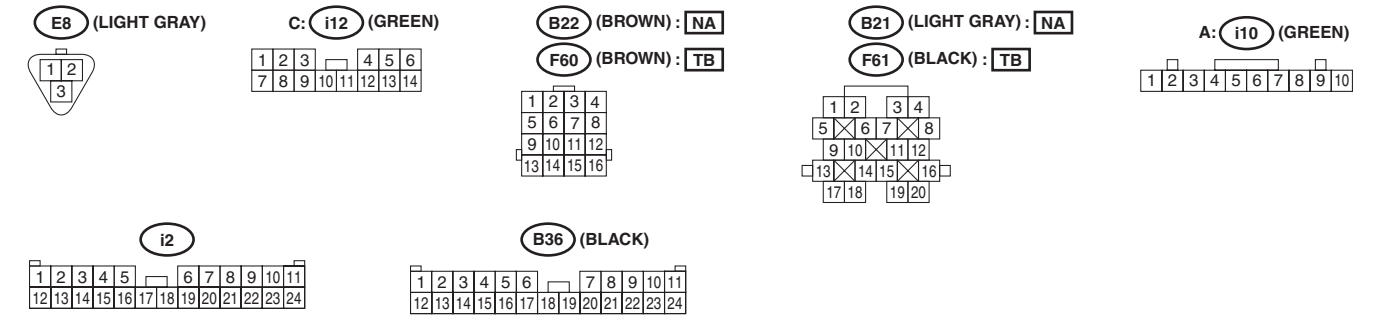 E8 (LIGHT GRAY)
1 2
3
C: i12 (GREEN)
1 2 3 4 5 6
7 8 9 10 11 12 13 14
B22 (BROWN) : NA
F60 (BROWN) : TB
1 2 3 4
5 6 7 8
9 10 11 12
13 14 15 16
B21 (LIGHT GRAY) : NA
F61 (BLACK) : TB
1 2 3 4
5 6 7 8
9 10 11 12
13 14 15 16
17 18 19 20
A: i10 (GREEN)
1 2 3 4 5 6 7 8 9 10
i2
1 2 3 4 5 6 7 8 9 10 11
12 13 14 15 16 17 18 19 20 21 22 23 24
B36 (BLACK)
1 2 3 4 5 6 7 8 9 10 11
12 13 14 15 16 17 18 19 20 21 22 23 24